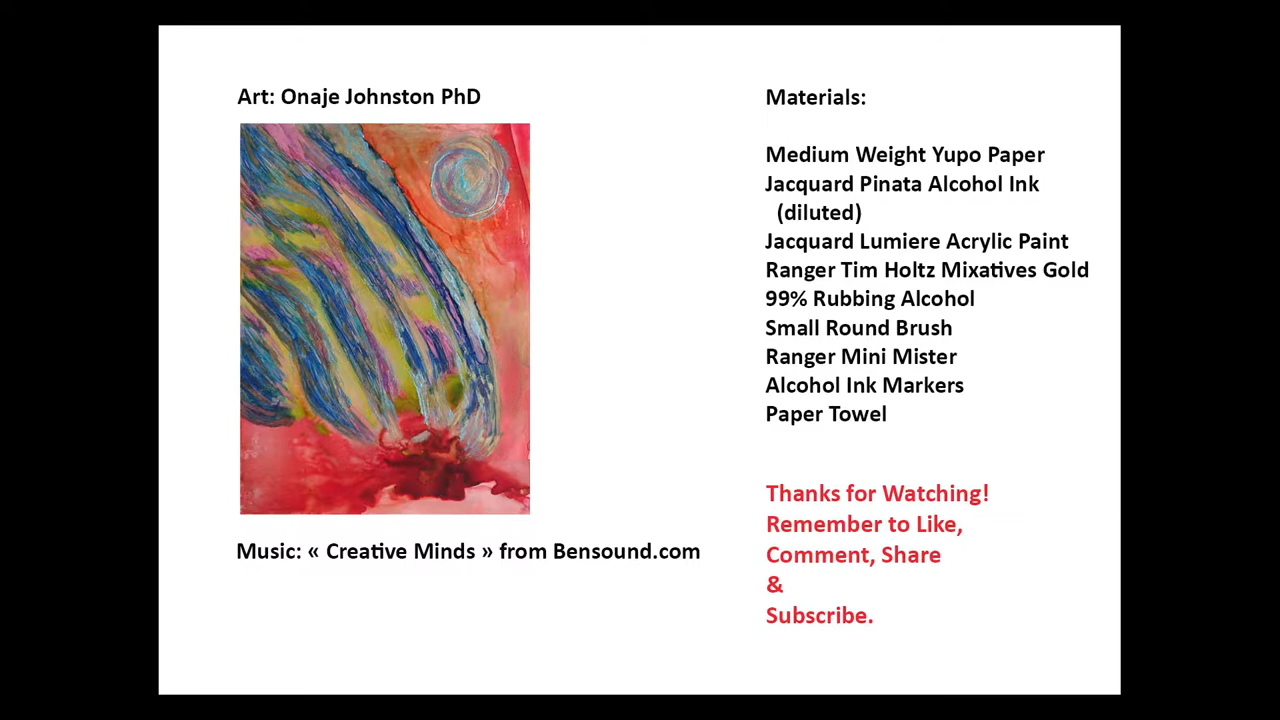 Art: Onaje Johnston PhD
Music: « Creative Minds » from Bensound.com
Materials:
Medium Weight Yupo Paper
Jacquard Pinata Alcohol Ink
(diluted)
Jacquard Lumiere Acrylic Paint
Ranger Tim Holtz Mixatives Gold
99% Rubbing Alcohol
Small Round Brush
Ranger Mini Mister
Alcohol Ink Markers
Paper Towel
Thanks for Watching!
Remember to Like,
Comment, Share
&
Subscribe.